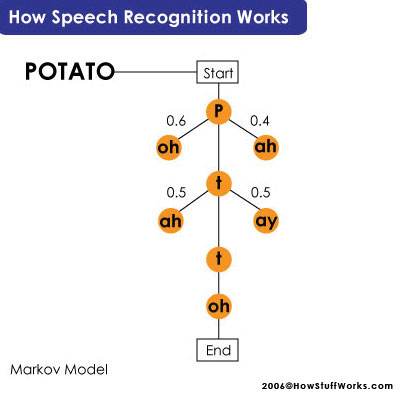 How Speech Recognition Works
POTATO Start
P
0.6 0.4
oh ah
t
0.5 0.5
ah ay
t
oh
End
Markov Model
2006©HowStuffWorks.com